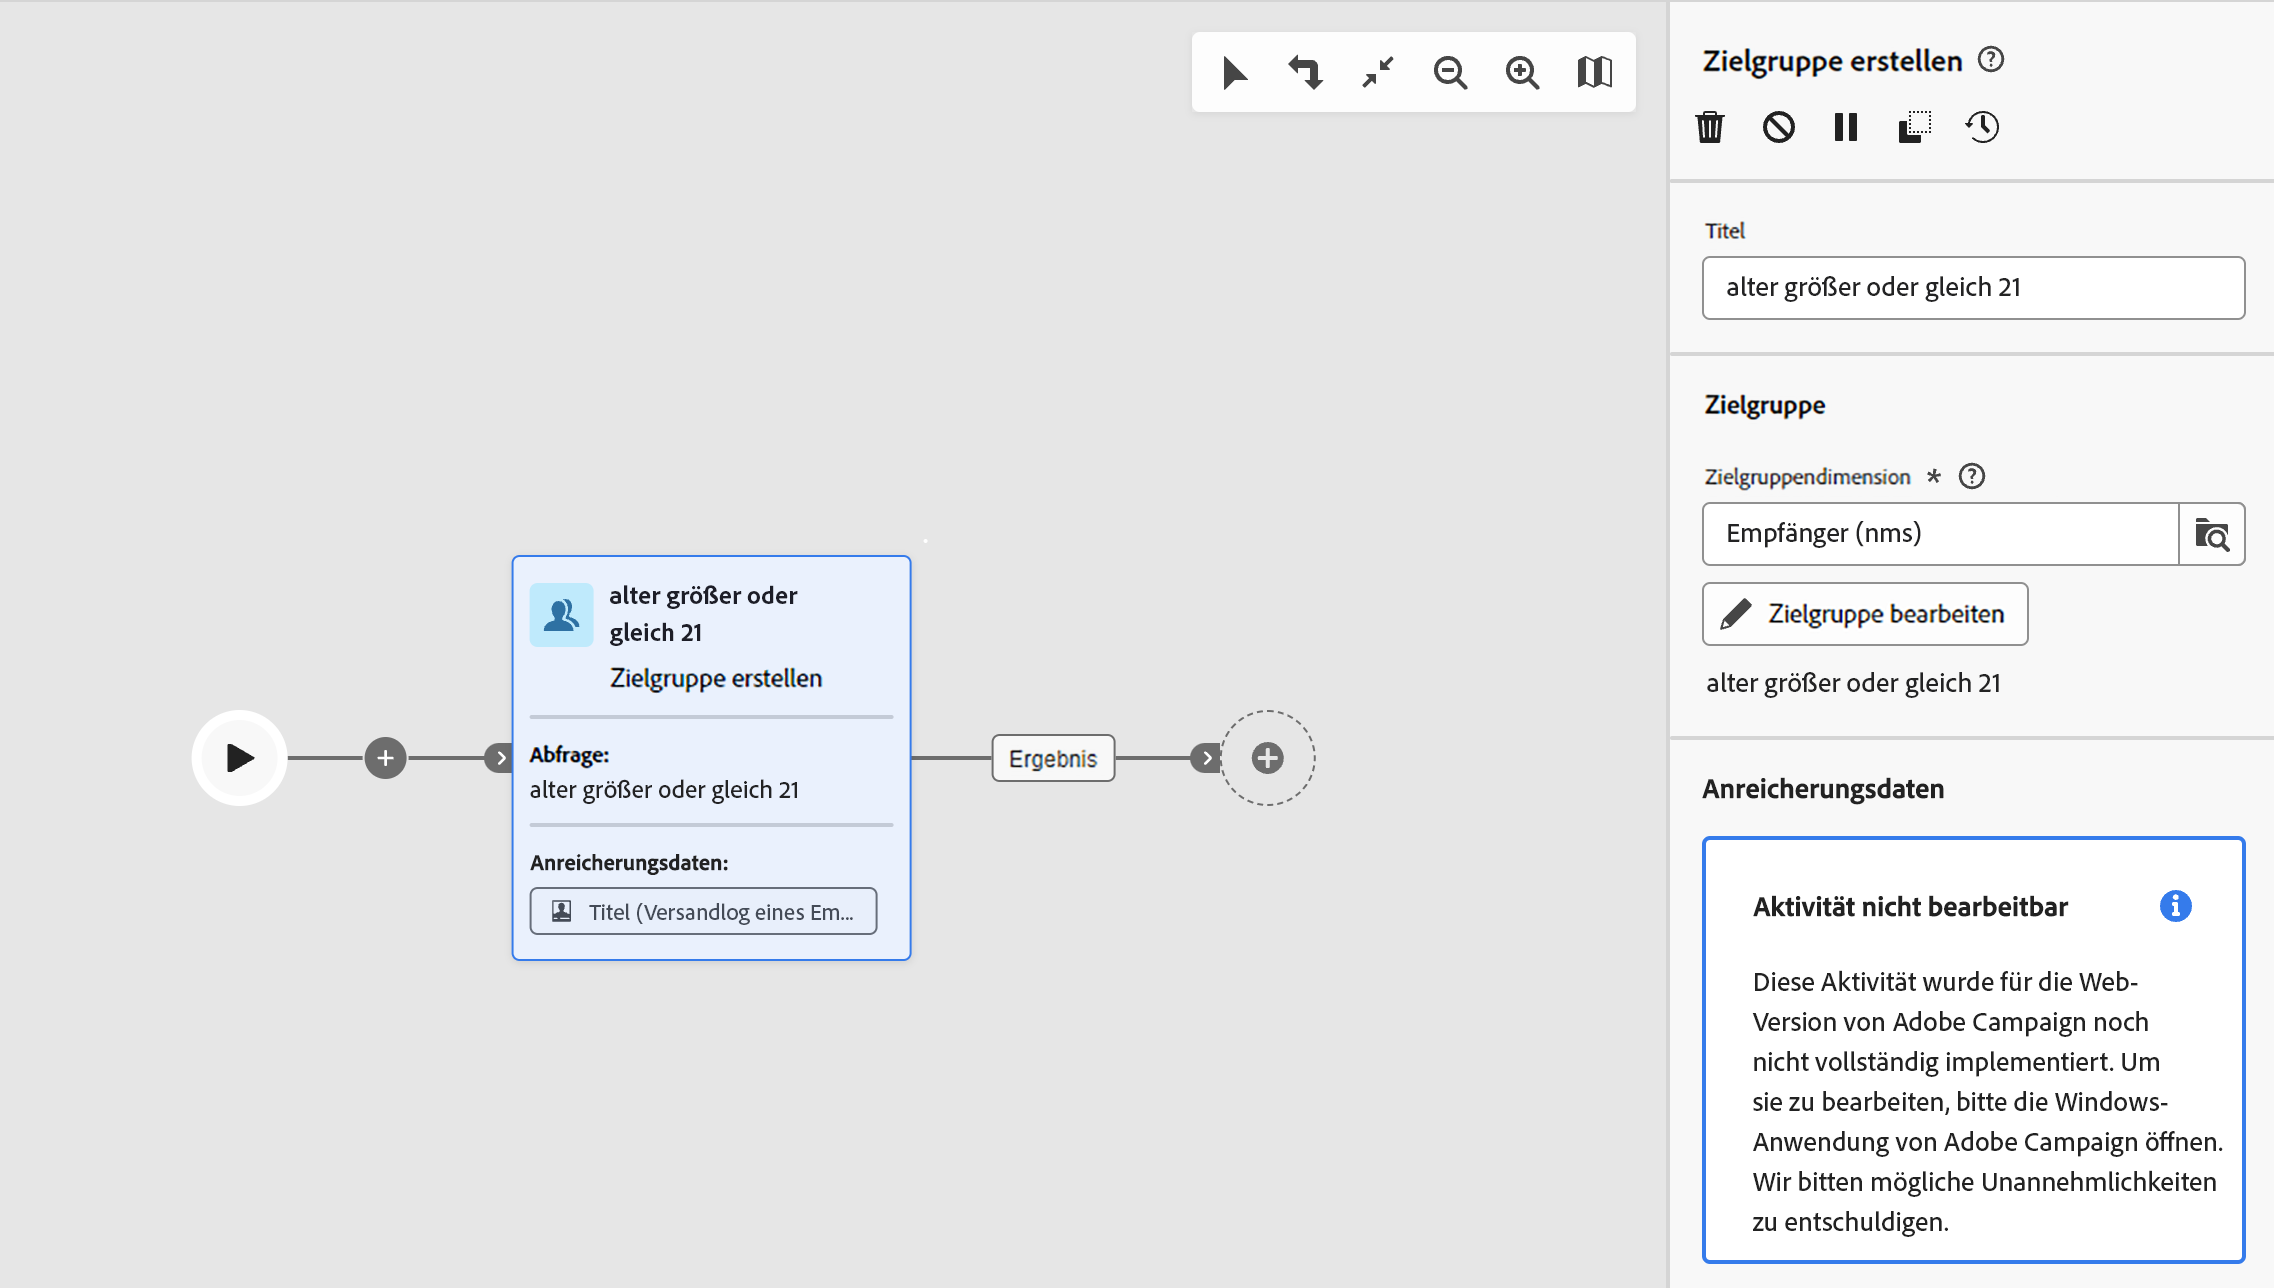 alter größer oder
gleich 21
Zielgruppe erstellen
Abfrage:
alter größer oder gleich 21
Anreicherungsdaten:
Titel (Versandlog eines Em...
Ergebnis
Zielgruppe erstellen
Titel
alter größer oder gleich 21
Zielgruppe
Zielgruppendimension *
Empfänger (nms)
Zielgruppe bearbeiten
alter größer oder gleich 21
Anreicherungsdaten
Aktivität nicht bearbeitbar
Diese Aktivität wurde für die Web-
Version von Adobe Campaign noch
nicht vollständig implementiert. Um
sie zu bearbeiten, bitte die Windows-
Anwendung von Adobe Campaign öffnen.
Wir bitten mögliche Unannehmlichkeiten
zu entschuldigen.